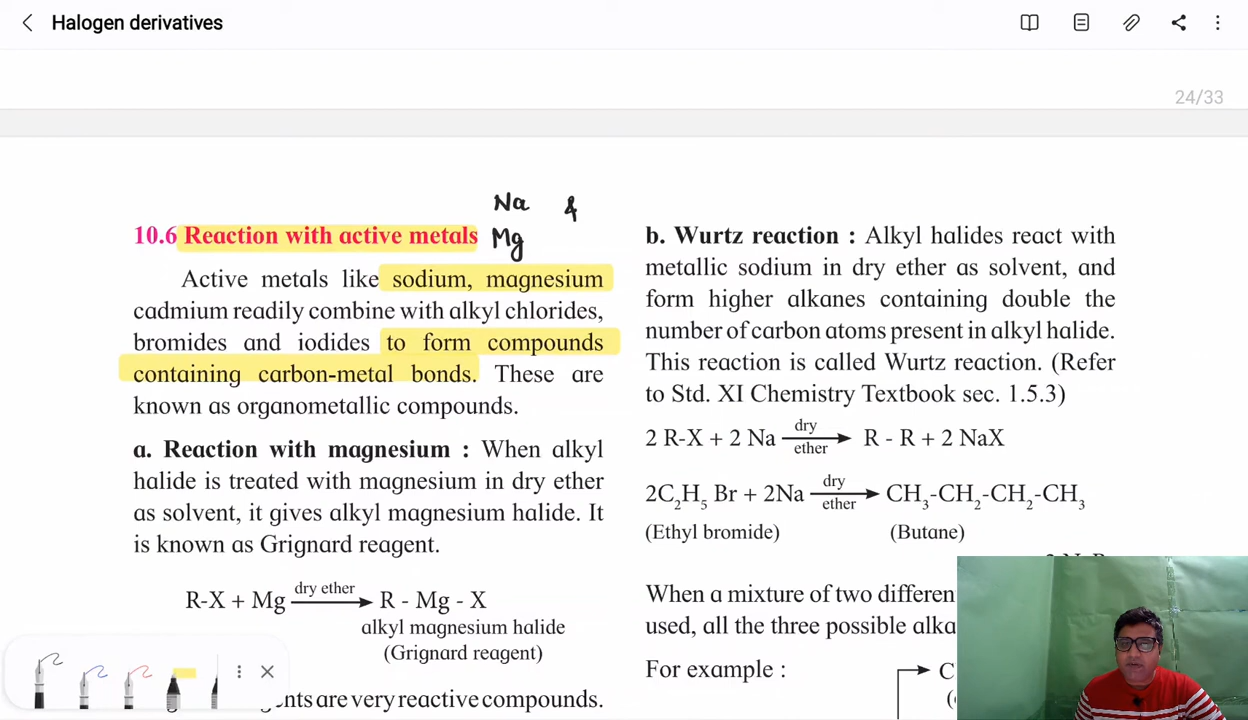 Halogen derivatives
24/33
Na &
10.6 Reaction with active metals Mg
Active metals like sodium, magnesium
cadmium readily combine with alkyl chlorides,
bromides and iodides to form compounds
containing carbon-metal bonds. These are
known as organometallic compounds.
a. Reaction with magnesium : When alkyl
halide is treated with magnesium in dry ether
as solvent, it gives alkyl magnesium halide. It
is known as Grignard reagent.
R-X + Mg dry ether → R - Mg - X
alkyl magnesium halide
(Grignard reagent)
are very reactive compounds.
b. Wurtz reaction : Alkyl halides react with
metallic sodium in dry ether as solvent, and
form higher alkanes containing double the
number of carbon atoms present in alkyl halide.
This reaction is called Wurtz reaction. (Refer
to Std. XI Chemistry Textbook sec. 1.5.3)
2 R-X + 2 Na dry ether → R - R + 2 NaX
2C₂H₅ Br + 2Na dry ether → CH₃-CH₂-CH₂-CH₃
(Ethyl bromide) (Butane)
When a mixture of two
used, all the three possible
For example : → C